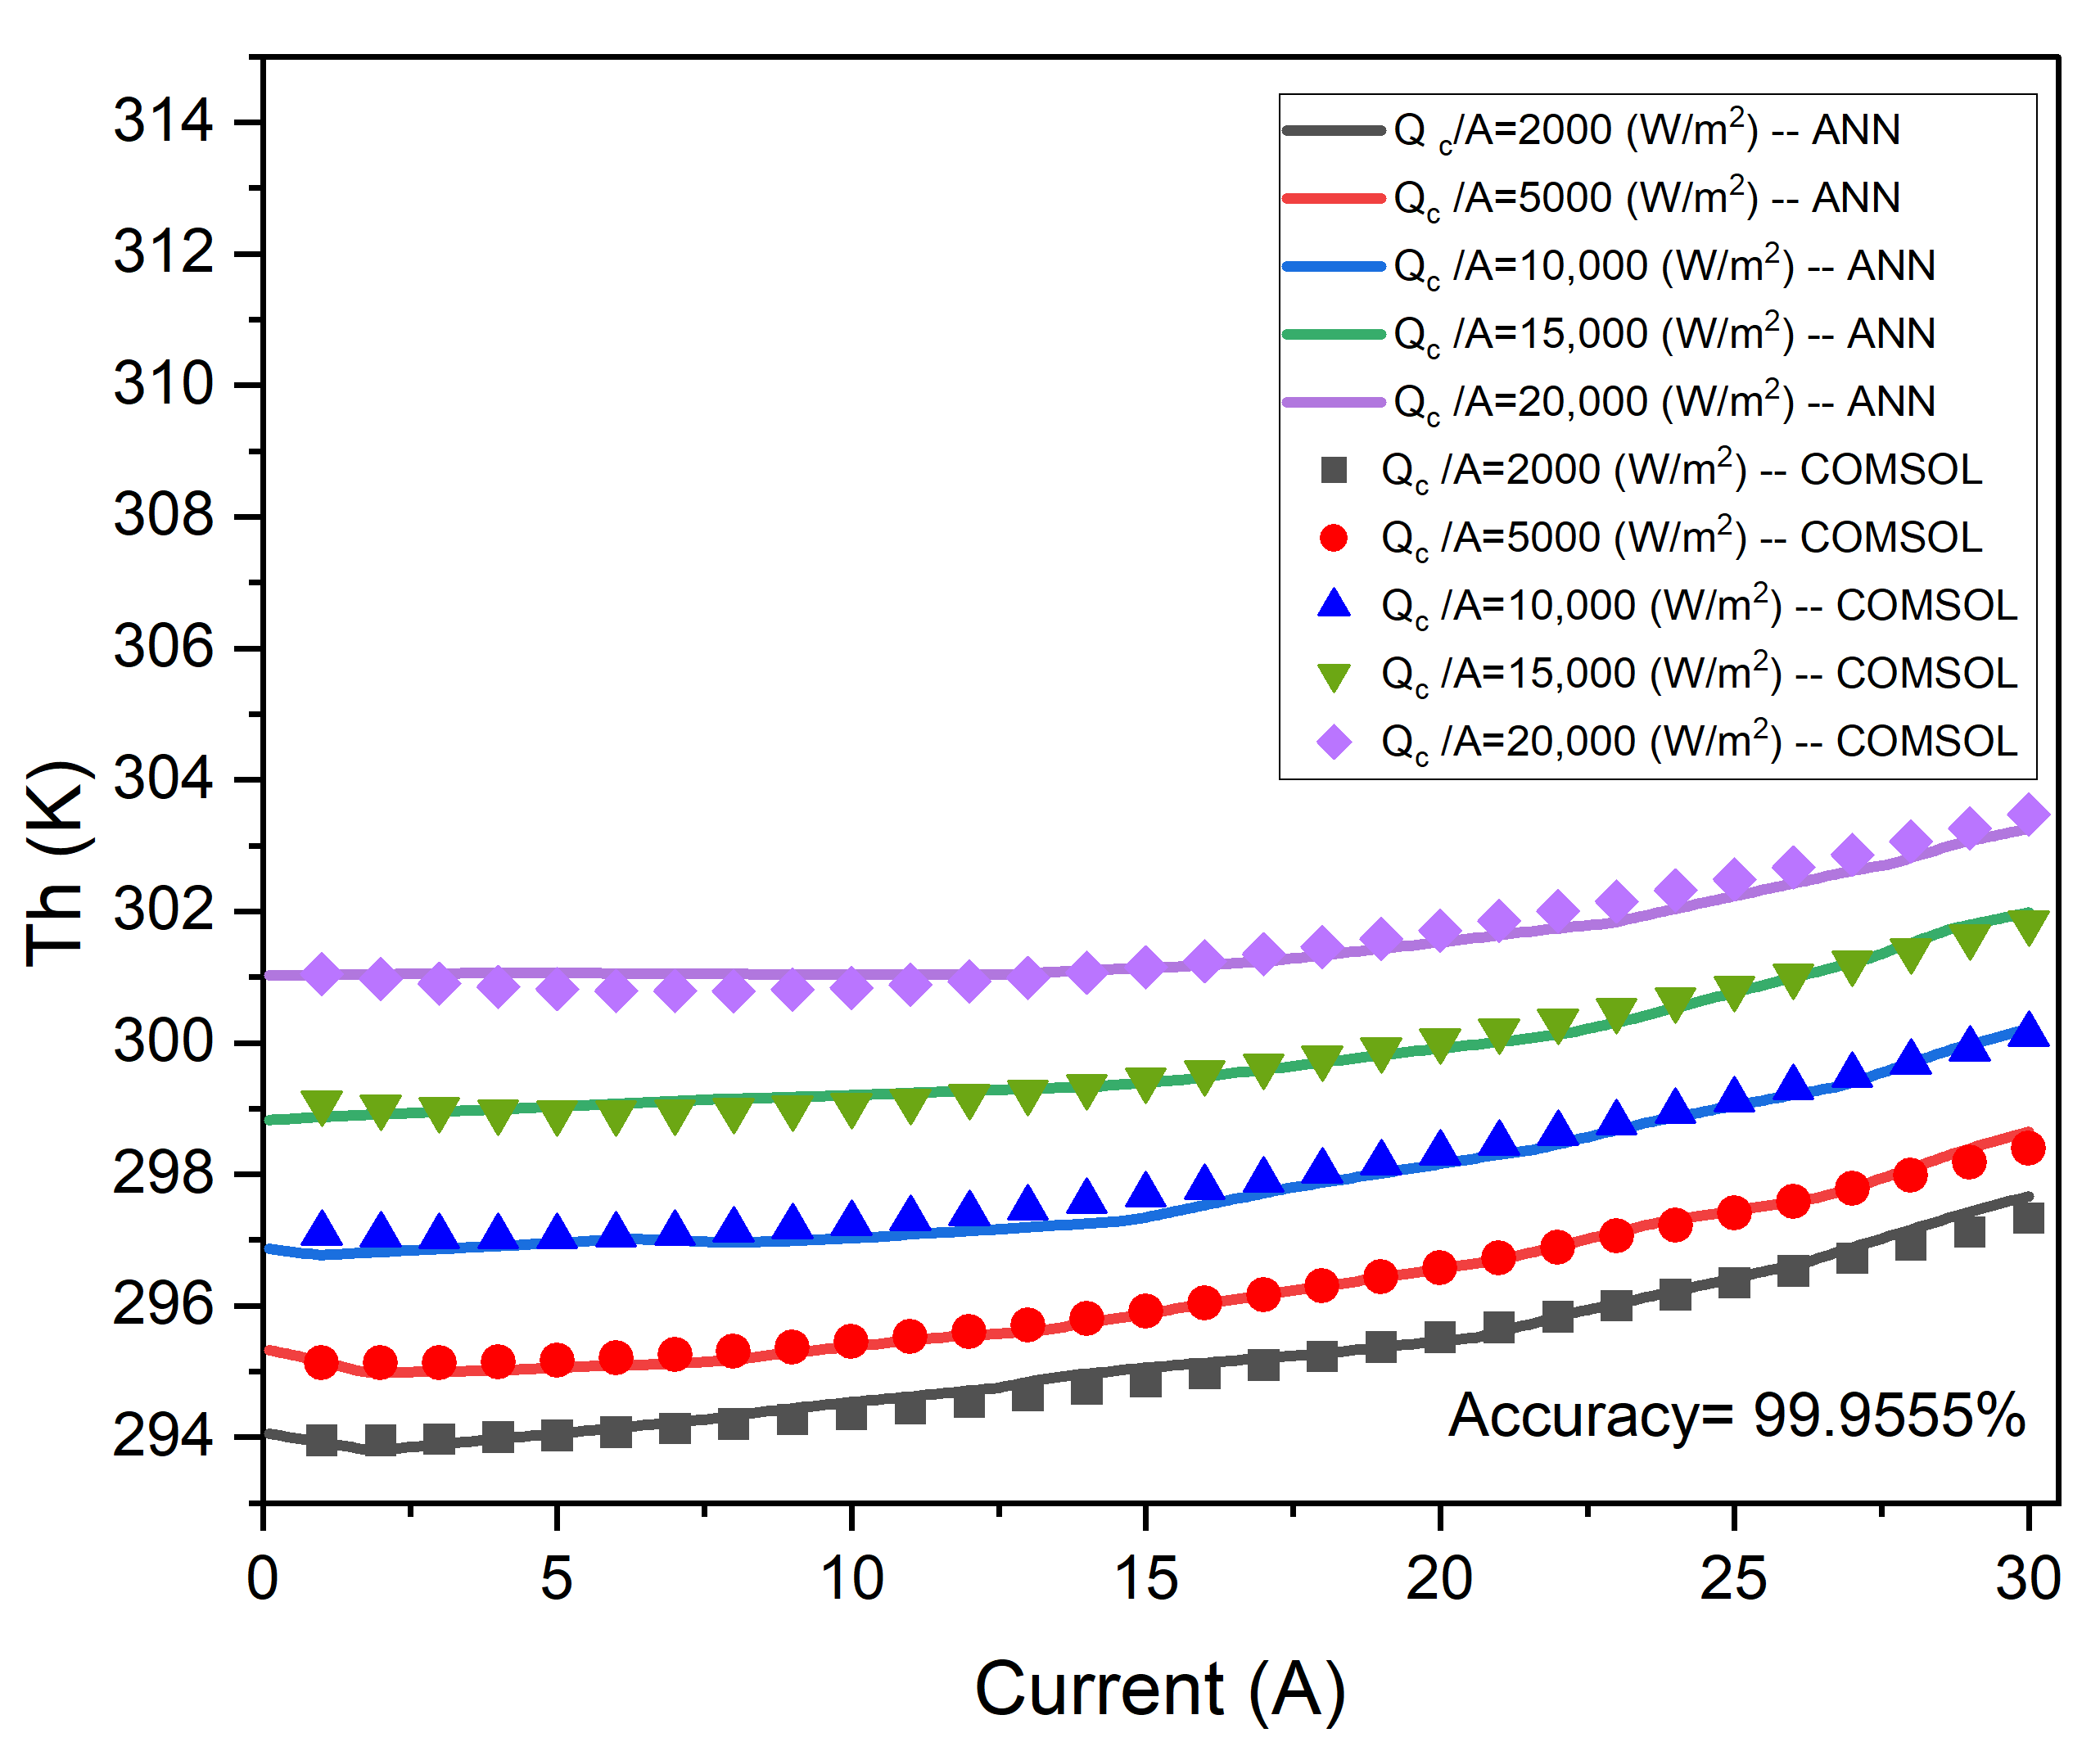 314
312
310
308
306
304
302
300
298
296
294
Th (K)
Q c/A=2000 (W/m²) -- ANN
Qc /A=5000 (W/m²) -- ANN
Qc /A=10,000 (W/m²) -- ANN
Qc /A=15,000 (W/m²) -- ANN
Qc /A=20,000 (W/m²) -- ANN
Qc /A=2000 (W/m²) -- COMSOL
Qc /A=5000 (W/m²) -- COMSOL
Qc /A=10,000 (W/m²) -- COMSOL
Qc /A=15,000 (W/m²) -- COMSOL
Qc /A=20,000 (W/m²) -- COMSOL
Accuracy= 99.9555%
0 5 10 15 20 25 30
Current (A)